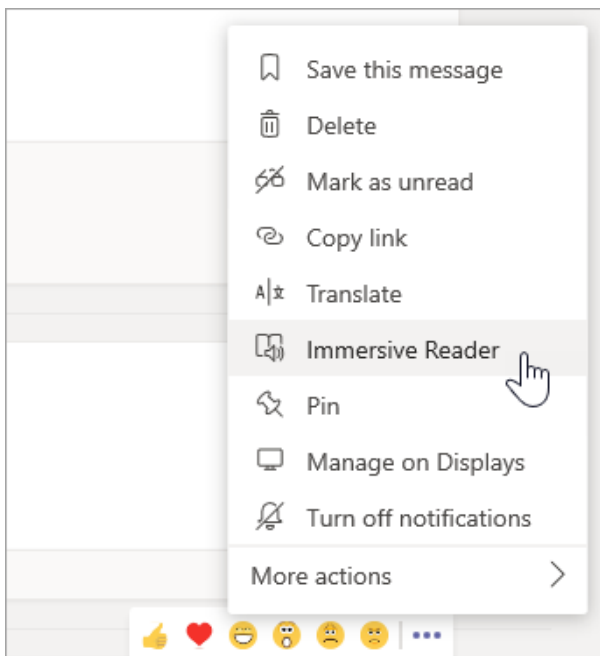 Save this message
Delete
Mark as unread
Copy link
Translate
Immersive Reader
Pin
Manage on Displays
Turn off notifications
More actions